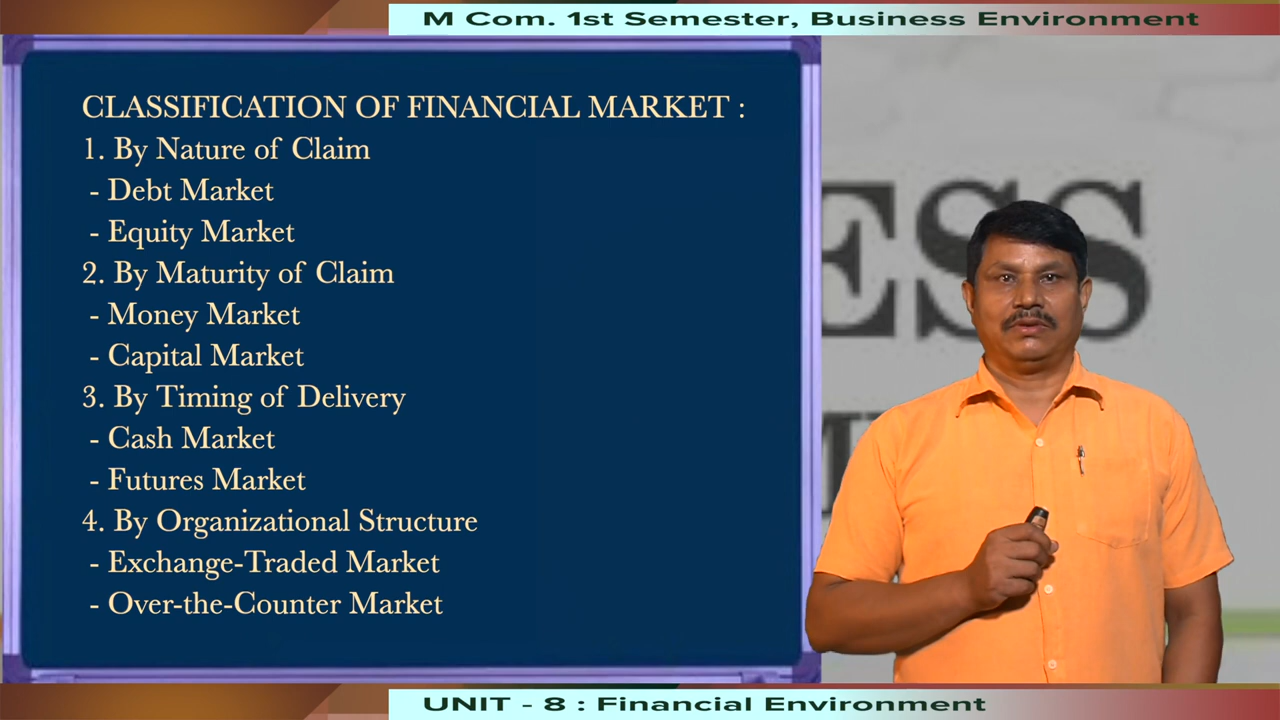 M Com. 1st Semester, Business Environment
CLASSIFICATION OF FINANCIAL MARKET :
1. By Nature of Claim
- Debt Market
- Equity Market
2. By Maturity of Claim
- Money Market
- Capital Market
3. By Timing of Delivery
- Cash Market
- Futures Market
4. By Organizational Structure
- Exchange-Traded Market
- Over-the-Counter Market
ESS
UNIT - 8 : Financial Environment